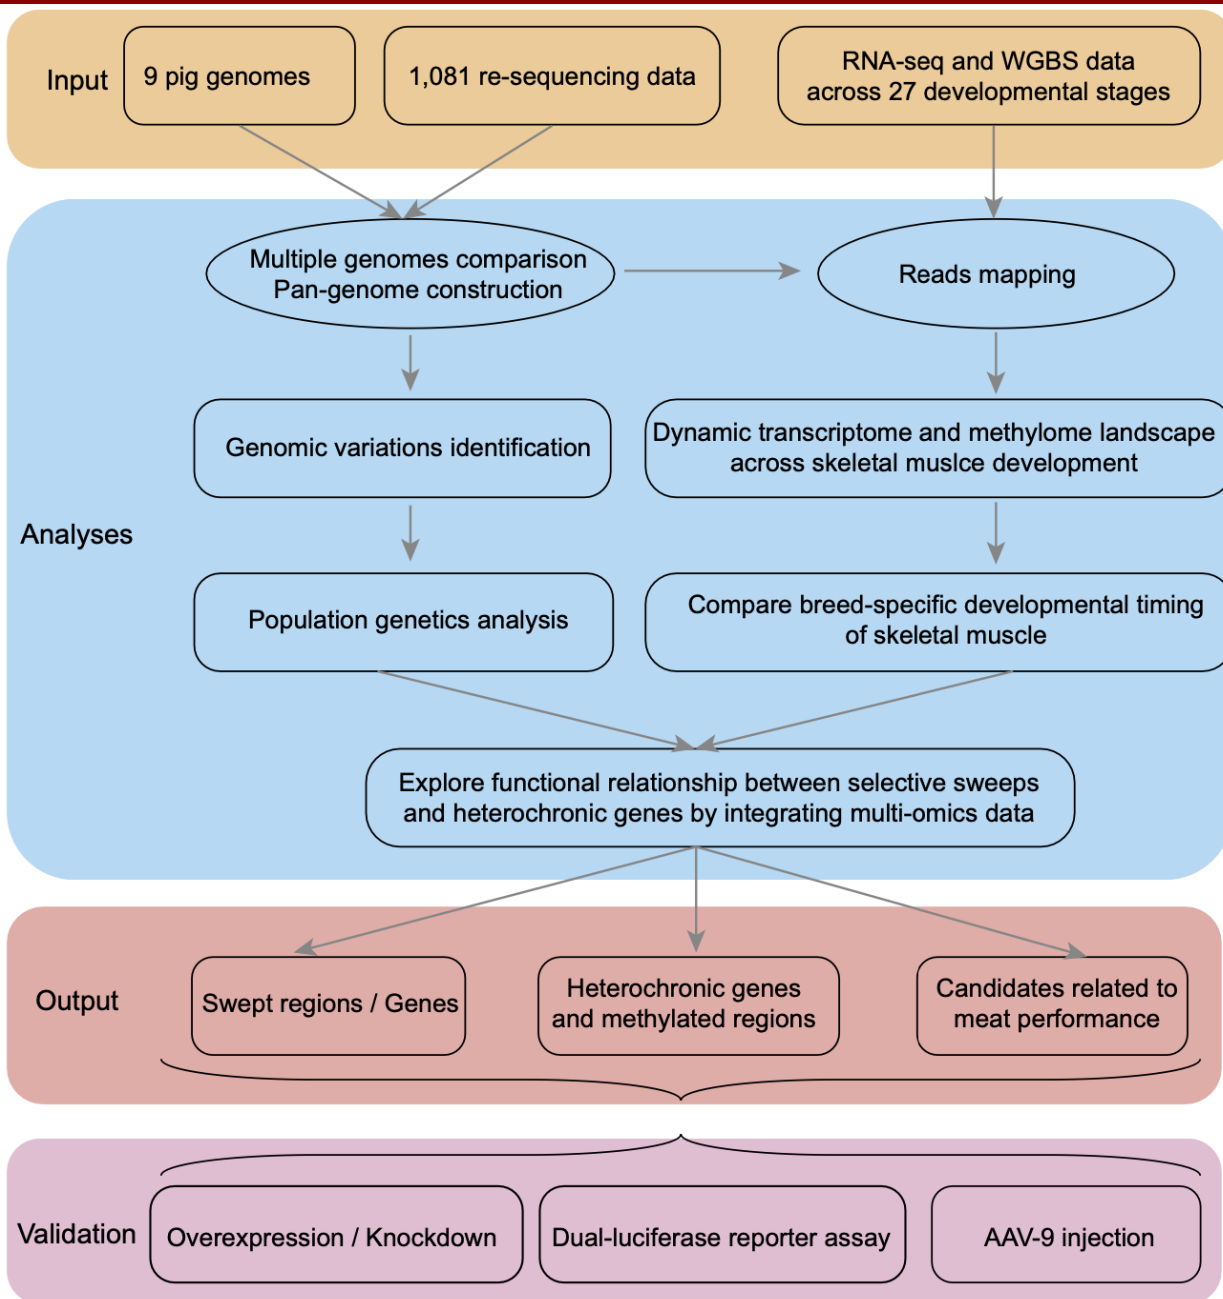 Input
9 pig genomes
1,081 re-sequencing data
RNA-seq and WGBS data
across 27 developmental stages
Multiple genomes comparison
Pan-genome construction
Reads mapping
Analyses
Genomic variations identification
Dynamic transcriptome and methylome landscape
across skeletal muslce development
Population genetics analysis
Compare breed-specific developmental timing
of skeletal muscle
Explore functional relationship between selective sweeps
and heterochronic genes by integrating multi-omics data
Output
Swept regions / Genes
Heterochronic genes
and methylated regions
Candidates related to
meat performance
Validation
Overexpression / Knockdown
Dual-luciferase reporter assay
AAV-9 injection